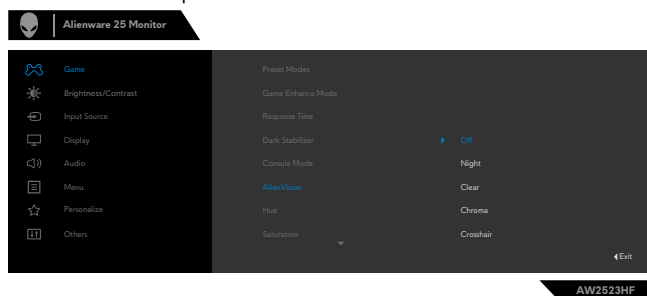 Alienware 25 Monitor
Game
Brightness/Contrast
Input Source
Display
Audio
Menu
Personalize
Others
Preset Modes
Game Enhance Mode
Response Time
Dark Stabilizer
Console Mode
AlienVision
Hue
Saturation
Off
Night
Clear
Chroma
Crosshair
Exit
AW2523HF